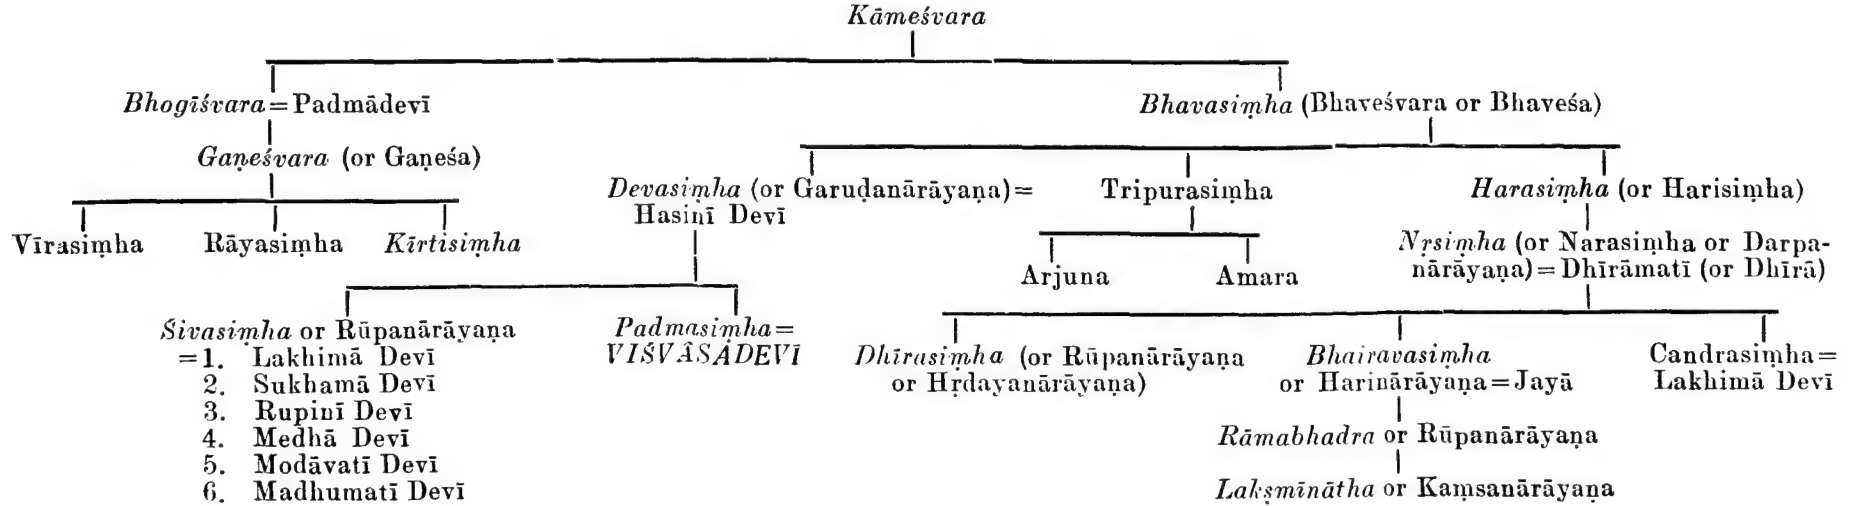 Kāmeśvara
Bhogīśvara=Padmādevī
Bhavasiṃha (Bhaveśvara or Bhaveśa)
Gaṇeśvara (or Gaṇeśa)
Devasiṃha (or Garuḍanārāyaṇa)=
Hasinī Devī
Tripurasiṃha
Harasiṃha (or Harisiṃha)
Vīrasiṃha
Rāyasiṃha
Kīrtisiṃha
Arjuna
Amara
Nṛsiṃha (or Narasiṃha or Darpa-
nārāyaṇa)=Dhīrāmatī (or Dhīrā)
Śivasiṃha or Rūpanārāyaṇa
=1. Lakhimā Devī
2. Sukhamā Devī
3. Rupinī Devī
4. Medhā Devī
5. Modāvatī Devī
6. Madhumatī Devī
Padmasiṃha=
VIŚVÂSADEVĪ
Dhīrasiṃha (or Rūpanārāyaṇa
or Hṛdayanārāyaṇa)
Bhairavasiṃha
or Harinārāyaṇa=Jayā
Candrasiṃha=
Lakhimā Devī
Rāmabhadra or Rūpanārāyaṇa
Lakṣmīnātha or Kaṃsanārāyaṇa